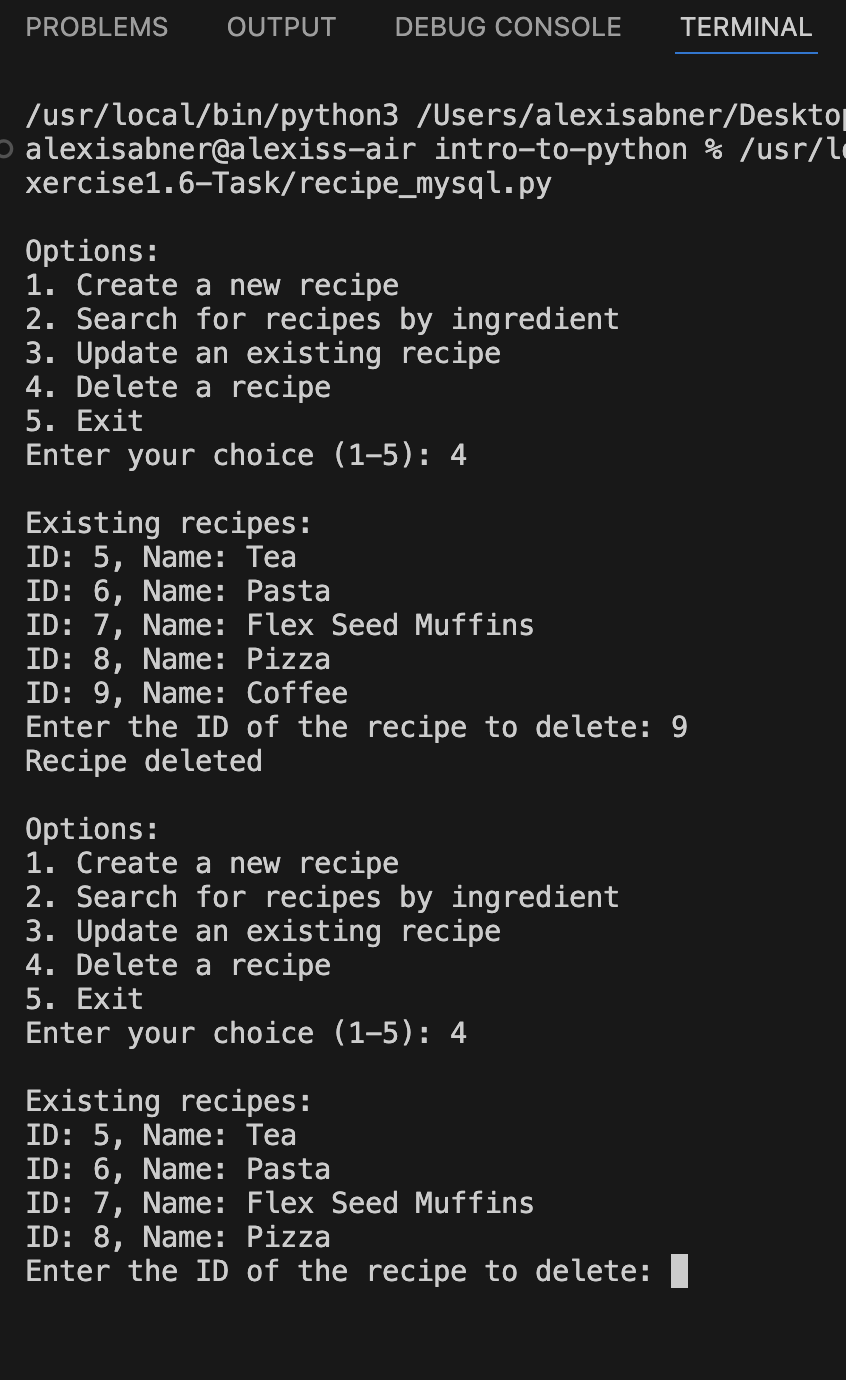 PROBLEMS OUTPUT DEBUG CONSOLE TERMINAL
/usr/local/bin/python3 /Users/alexisabner/Desktop
alexisabner@alexiss-air intro-to-python % /usr/lo
xercise1.6-Task/recipe_mysql.py
Options:
1. Create a new recipe
2. Search for recipes by ingredient
3. Update an existing recipe
4. Delete a recipe
5. Exit
Enter your choice (1-5): 4
Existing recipes:
ID: 5, Name: Tea
ID: 6, Name: Pasta
ID: 7, Name: Flex Seed Muffins
ID: 8, Name: Pizza
ID: 9, Name: Coffee
Enter the ID of the recipe to delete: 9
Recipe deleted
Options:
1. Create a new recipe
2. Search for recipes by ingredient
3. Update an existing recipe
4. Delete a recipe
5. Exit
Enter your choice (1-5): 4
Existing recipes:
ID: 5, Name: Tea
ID: 6, Name: Pasta
ID: 7, Name: Flex Seed Muffins
ID: 8, Name: Pizza
Enter the ID of the recipe to delete: